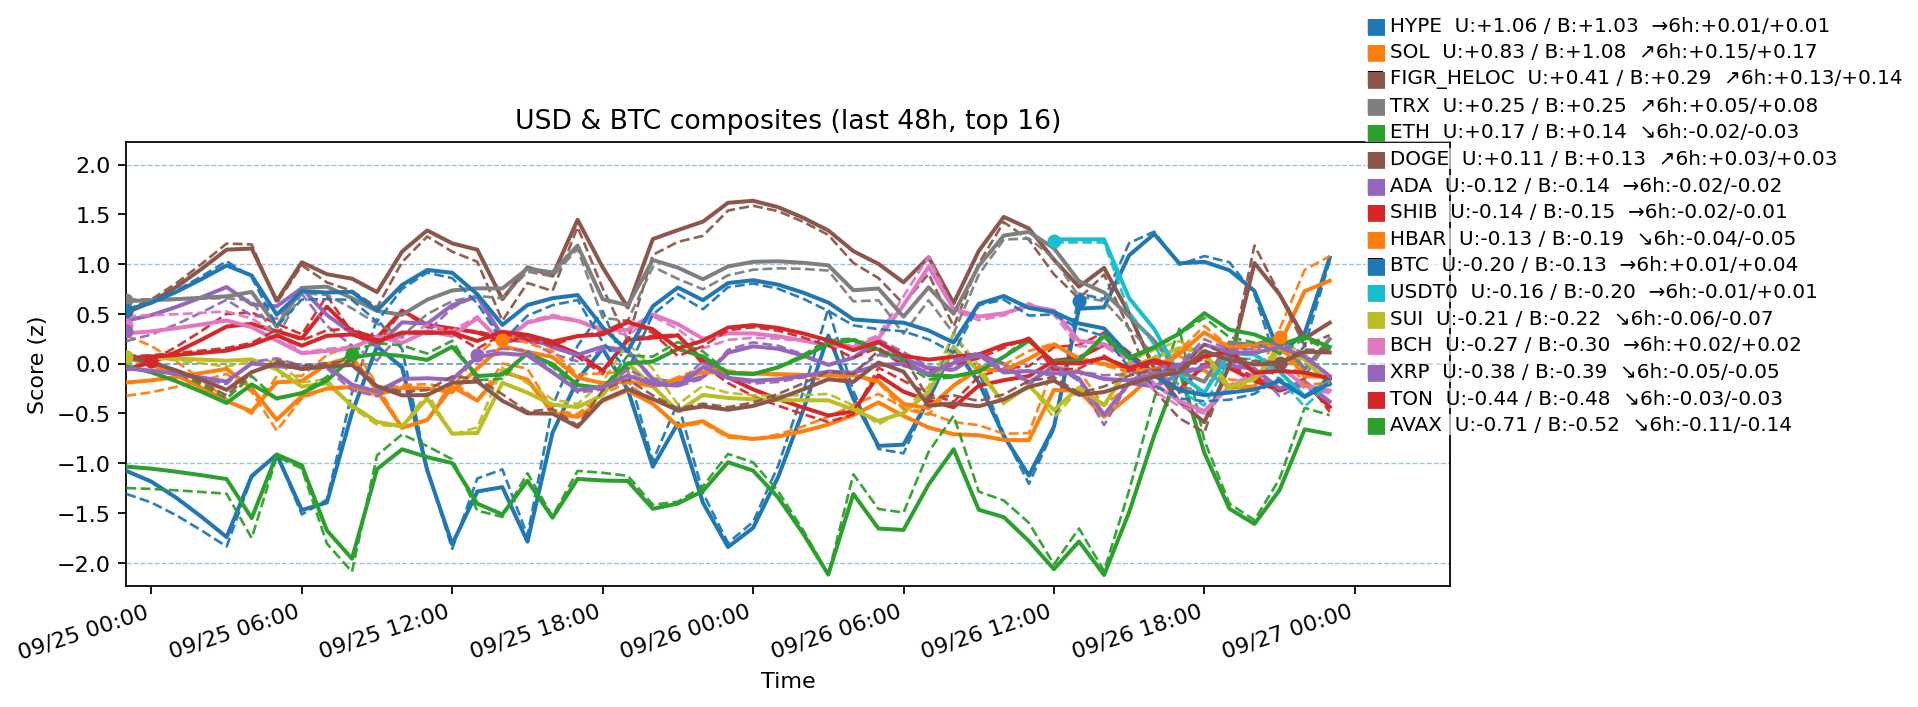 HYPE U:+1.06 / B:+1.03 →6h:+0.01/+0.01
SOL U:+0.83 / B:+1.08 ↗6h:+0.15/+0.17
FIGR_HELOC U:+0.41 / B:+0.29 ↗6h:+0.13/+0.14
TRX U:+0.25 / B:+0.25 ↗6h:+0.05/+0.08
ETH U:+0.17 / B:+0.14 ↘6h:-0.02/-0.03
DOGE U:+0.11 / B:+0.13 ↗6h:+0.03/+0.03
ADA U:-0.12 / B:-0.14 →6h:-0.02/-0.02
SHIB U:-0.14 / B:-0.15 →6h:-0.02/-0.01
HBAR U:-0.13 / B:-0.19 ↘6h:-0.04/-0.05
BTC U:-0.20 / B:-0.13 →6h:+0.01/+0.04
USDT0 U:-0.16 / B:-0.20 →6h:-0.01/+0.01
SUI U:-0.21 / B:-0.22 ↘6h:-0.06/-0.07
BCH U:-0.27 / B:-0.30 →6h:+0.02/+0.02
XRP U:-0.38 / B:-0.39 ↘6h:-0.05/-0.05
TON U:-0.44 / B:-0.48 ↘6h:-0.03/-0.03
AVAX U:-0.71 / B:-0.52 ↘6h:-0.11/-0.14
USD & BTC composites (last 48h, top 16)
Score (z)
2.0
1.5
1.0
0.5
0.0
−0.5
−1.0
−1.5
−2.0
09/25 00:00
09/25 06:00
09/25 12:00
09/25 18:00
09/26 00:00
09/26 06:00
09/26 12:00
09/26 18:00
09/27 00:00
Time